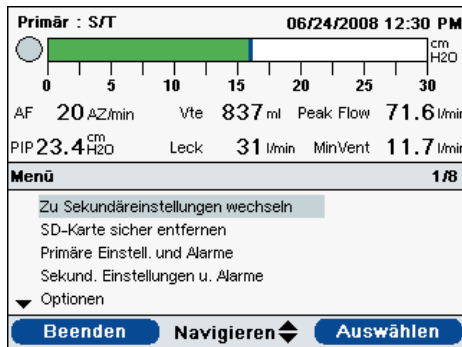 Primär : S/T 06/24/2008 12:30 PM
cm
H2O
0 5 10 15 20 25 30
AF 20 AZ/min Vte 837 ml Peak Flow 71.6 l/min
PIP 23.4 cm H2O Leck 31 l/min MinVent 11.7 l/min
Menü 1/8
Zu Sekundäreinstellungen wechseln
SD-Karte sicher entfernen
Primäre Einstell. und Alarme
Sekund. Einstellungen u. Alarme
Optionen
Beenden Navigieren Auswählen